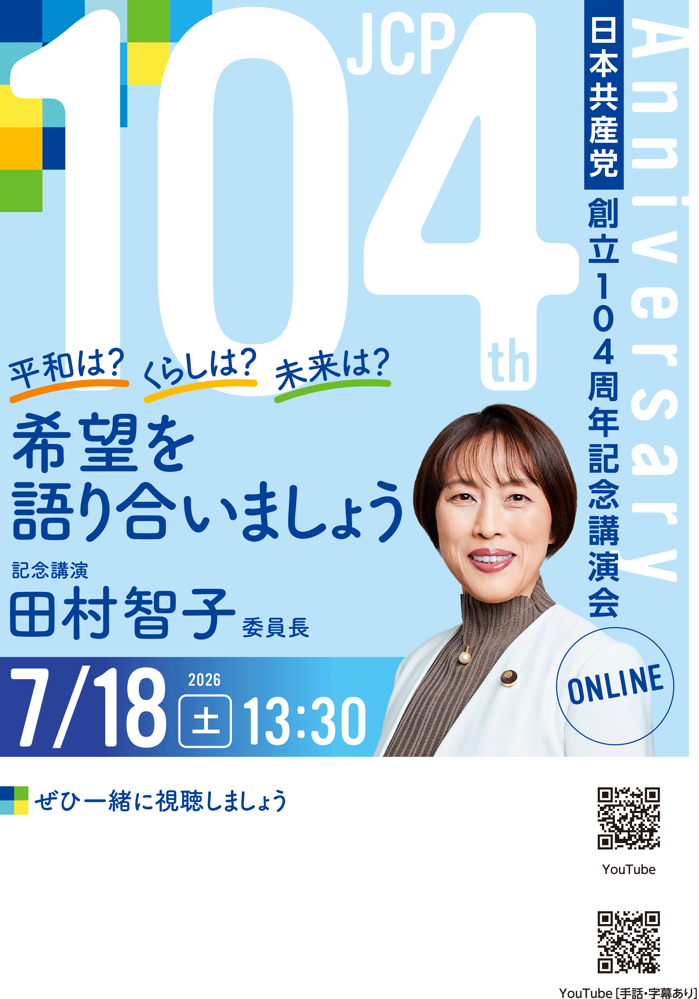 104th
JCP
Anniversary
日本共産党
創立104周年記念講演会
平和は? くらしは? 未来は?
希望を
語り合いましょう
記念講演
田村智子 委員長
7/18 2026 土 13:30
ONLINE
ぜひ一緒に視聴しましょう
YouTube
YouTube [手話・字幕あり]